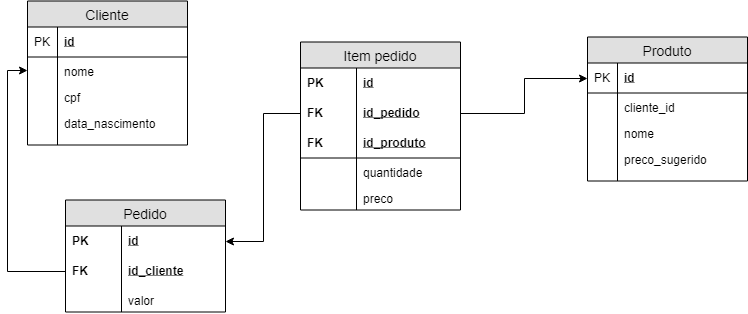 Cliente
PK id
nome
cpf
data_nascimento
Item pedido
PK id
FK id_pedido
FK id_produto
quantidade
preco
Produto
PK id
cliente_id
nome
preco_sugerido
Pedido
PK id
FK id_cliente
valor